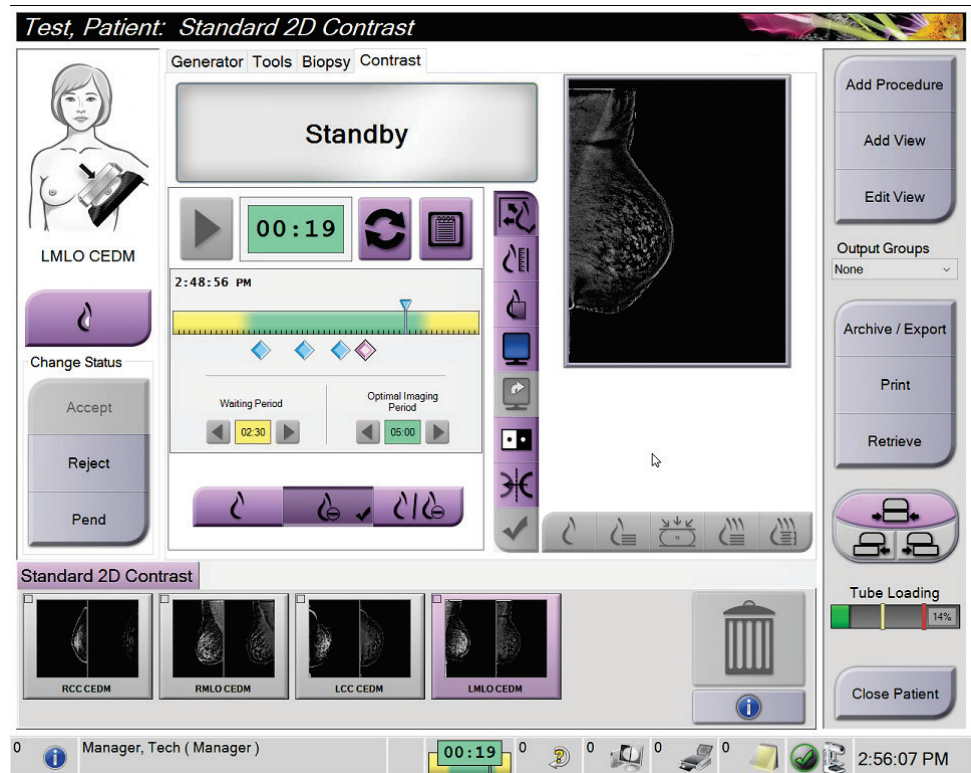 Test, Patient: Standard 2D Contrast
Generator Tools Biopsy Contrast
Standby
00:19
2:48:56 PM
Waiting Period
Optimal Imaging
Period
02:30
05:00
LMLO CEDM
Change Status
Accept
Reject
Pend
Add Procedure
Add View
Edit View
Output Groups
None
Archive / Export
Print
Retrieve
Tube Loading
14%
Close Patient
Standard 2D Contrast
RCC CEDM
RMLO CEDM
LCC CEDM
LMLO CEDM
0 Manager, Tech ( Manager ) 00:19 0 0 0 0 2:56:07 PM